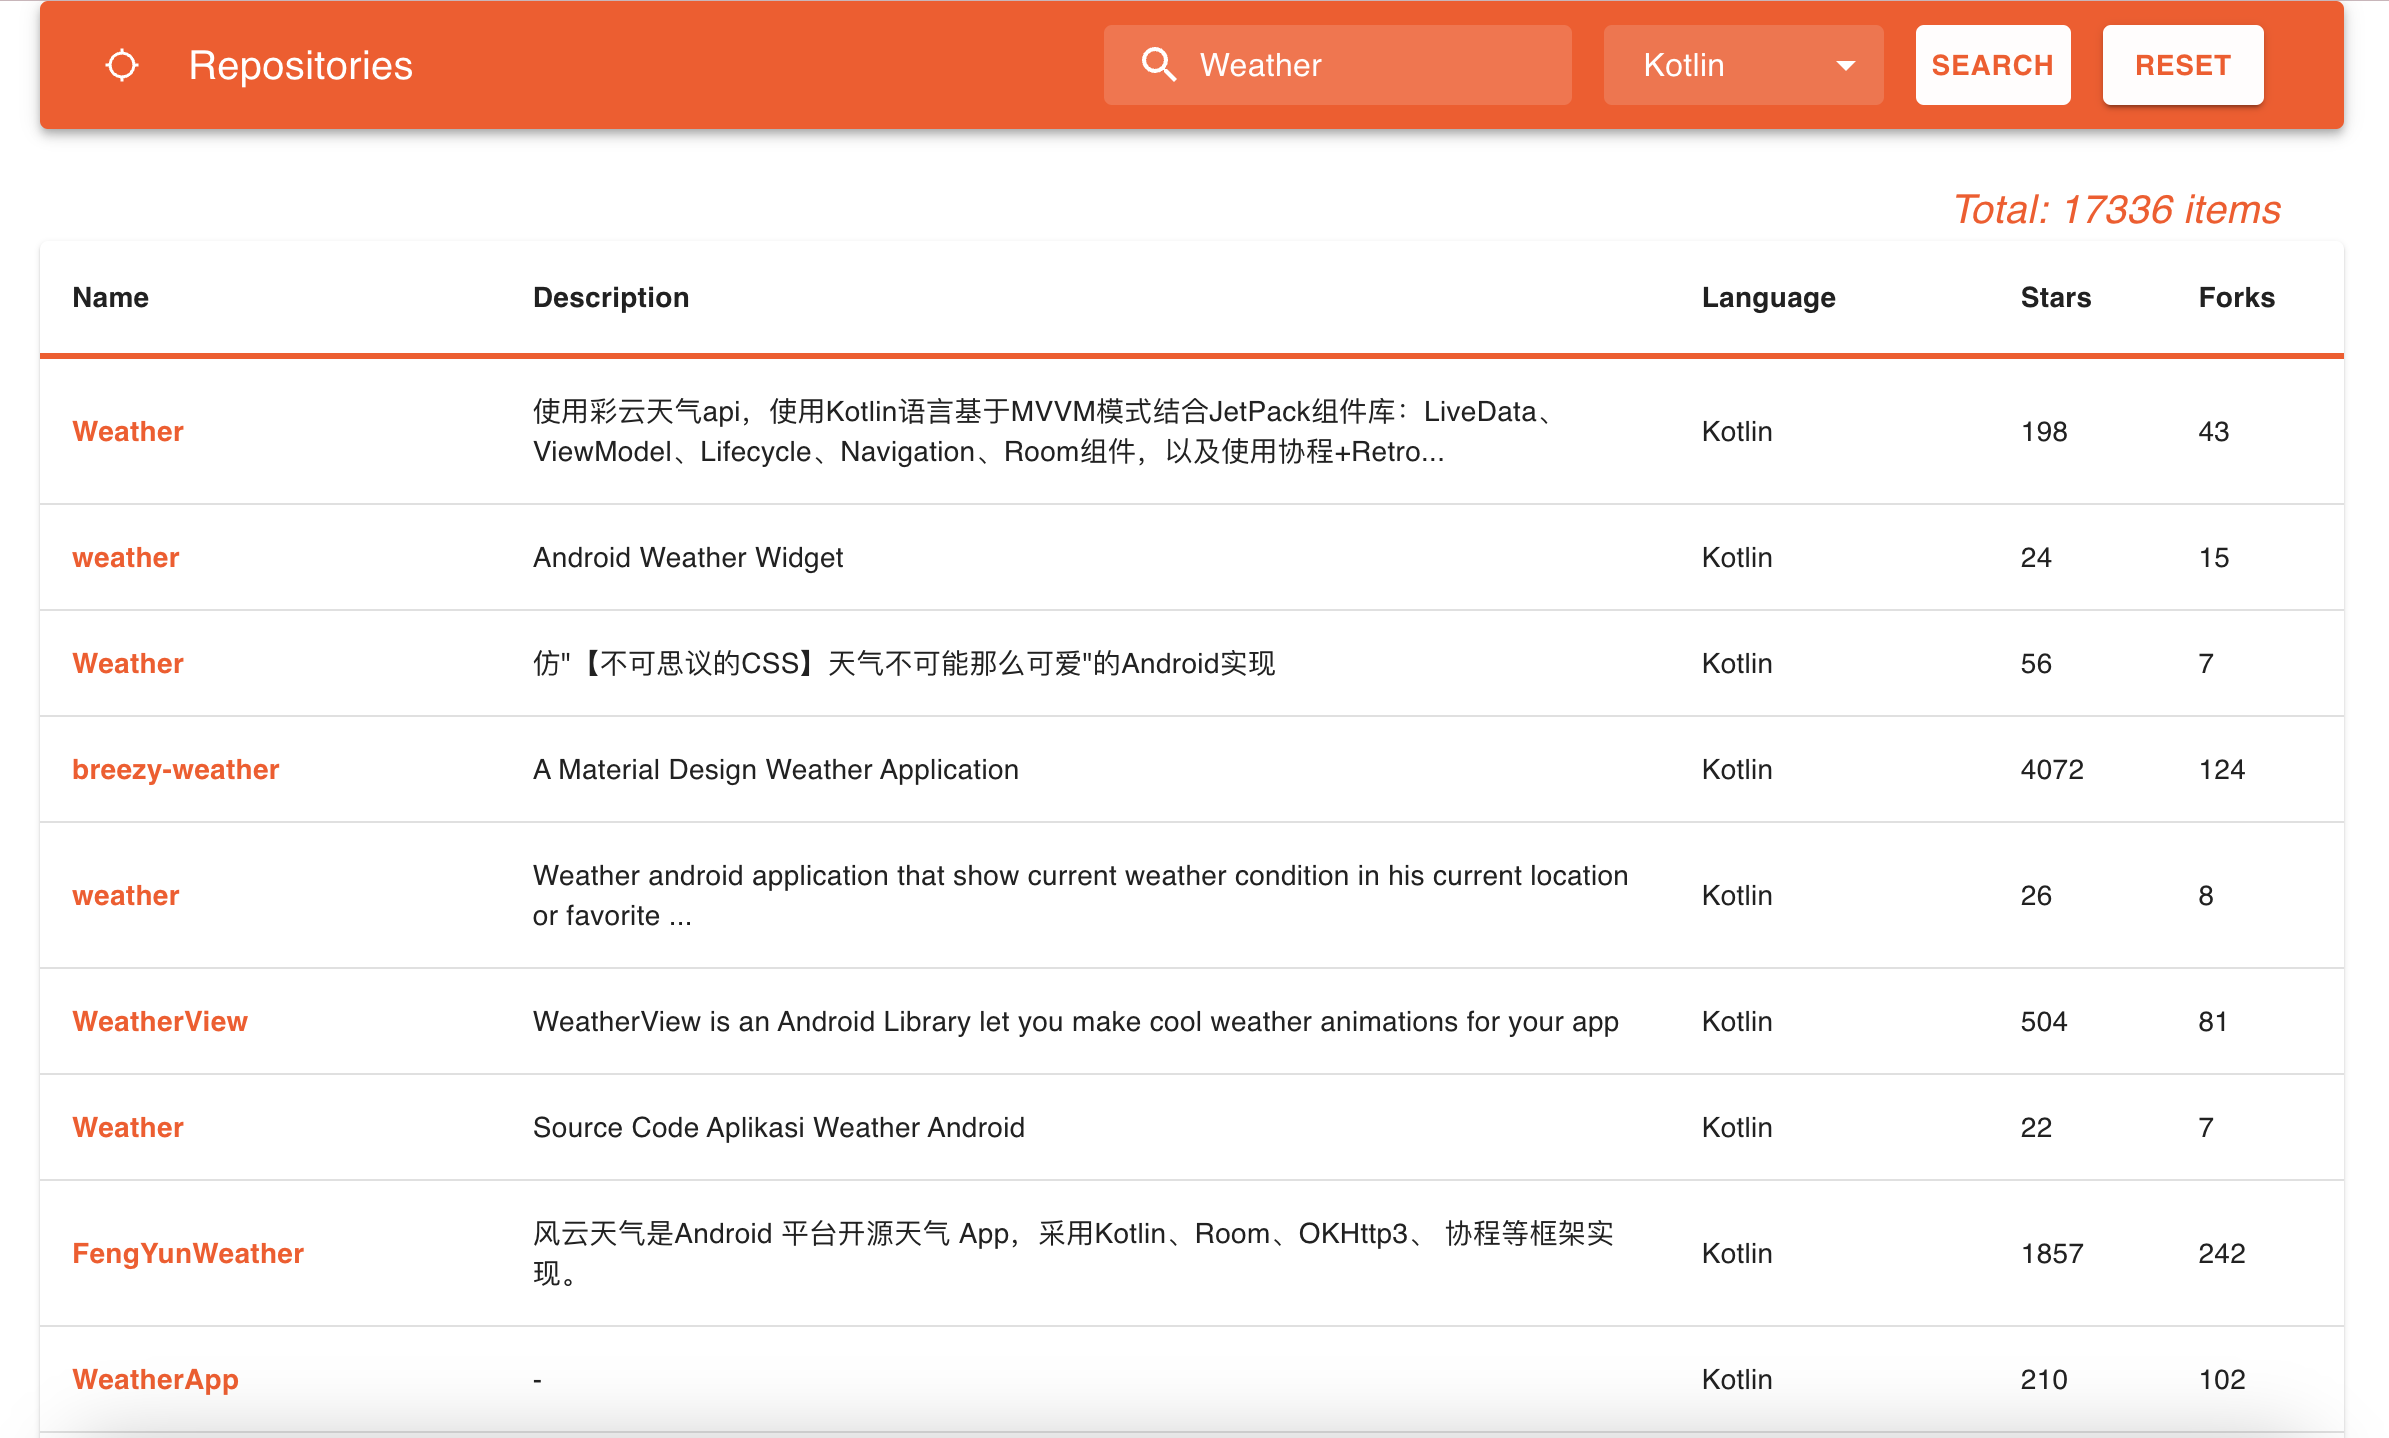 Repositories
Weather
Kotlin
SEARCH
RESET
Total: 17336 items
Name Description Language Stars Forks
Weather 使用彩云天气api，使用Kotlin语言基于MVVM模式结合JetPack组件库：LiveData、 Kotlin 198 43
ViewModel、Lifecycle、Navigation、Room组件，以及使用协程+Retro...
weather Android Weather Widget Kotlin 24 15
Weather 仿"【不可思议的CSS】天气不可能那么可爱"的Android实现 Kotlin 56 7
breezy-weather A Material Design Weather Application Kotlin 4072 124
weather Weather android application that show current weather condition in his current location Kotlin 26 8
or favorite ...
WeatherView WeatherView is an Android Library let you make cool weather animations for your app Kotlin 504 81
Weather Source Code Aplikasi Weather Android Kotlin 22 7
FengYunWeather 风云天气是Android 平台开源天气 App，采用Kotlin、Room、OKHttp3、 协程等框架实 Kotlin 1857 242
现。
WeatherApp - Kotlin 210 102